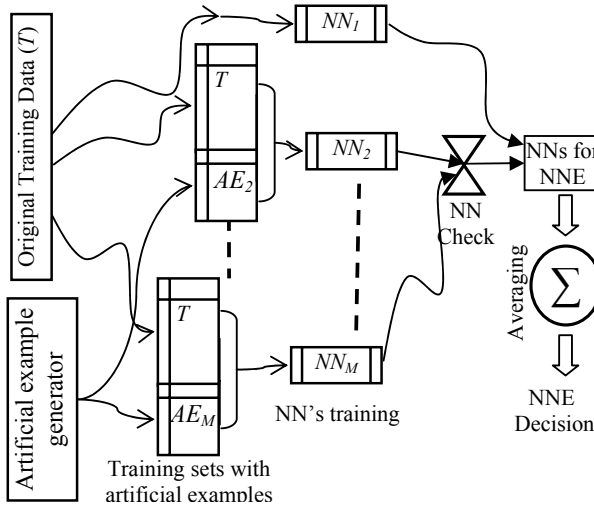 Original Training Data (T)
Artificial example
generator
T
AE2
T
AEM
Training sets with
artificial examples
NN1
NN2
NNM
NN's training
NN
Check
NNs for
NNE
Averaging
Σ
NNE
Decision